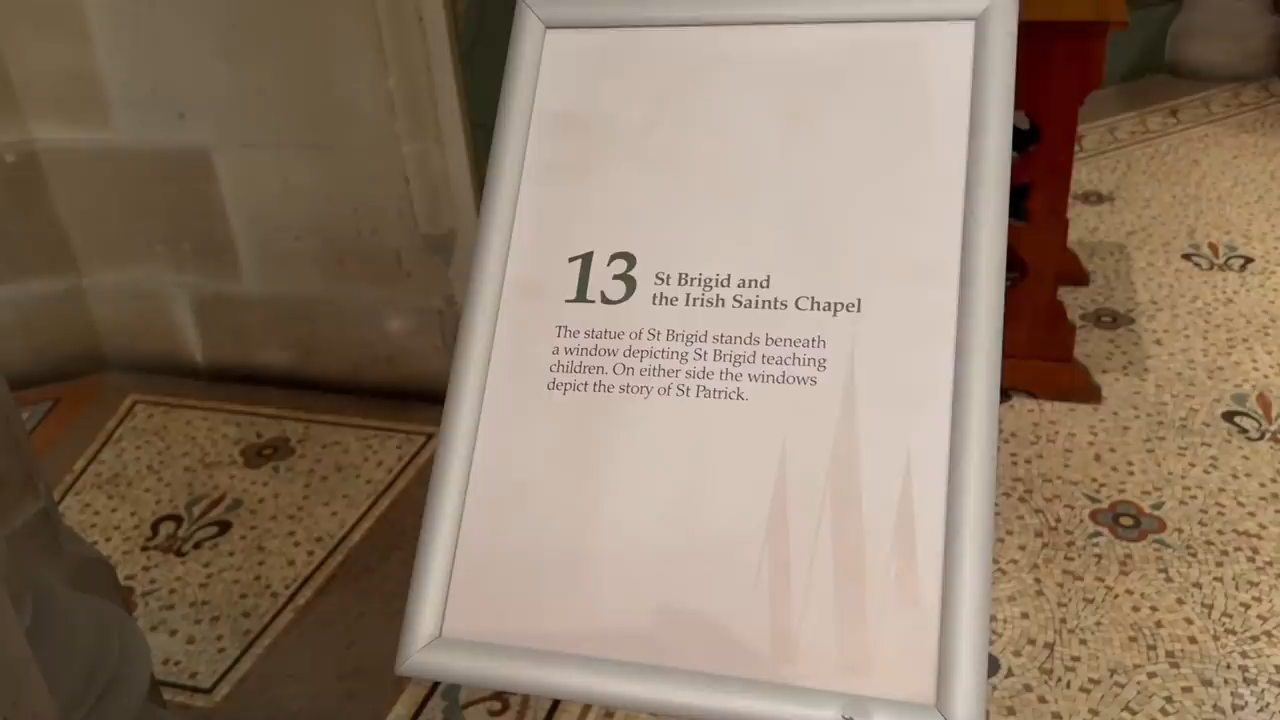 13 St Brigid and
the Irish Saints Chapel
The statue of St Brigid stands beneath
a window depicting St Brigid teaching
children. On either side the windows
depict the story of St Patrick.